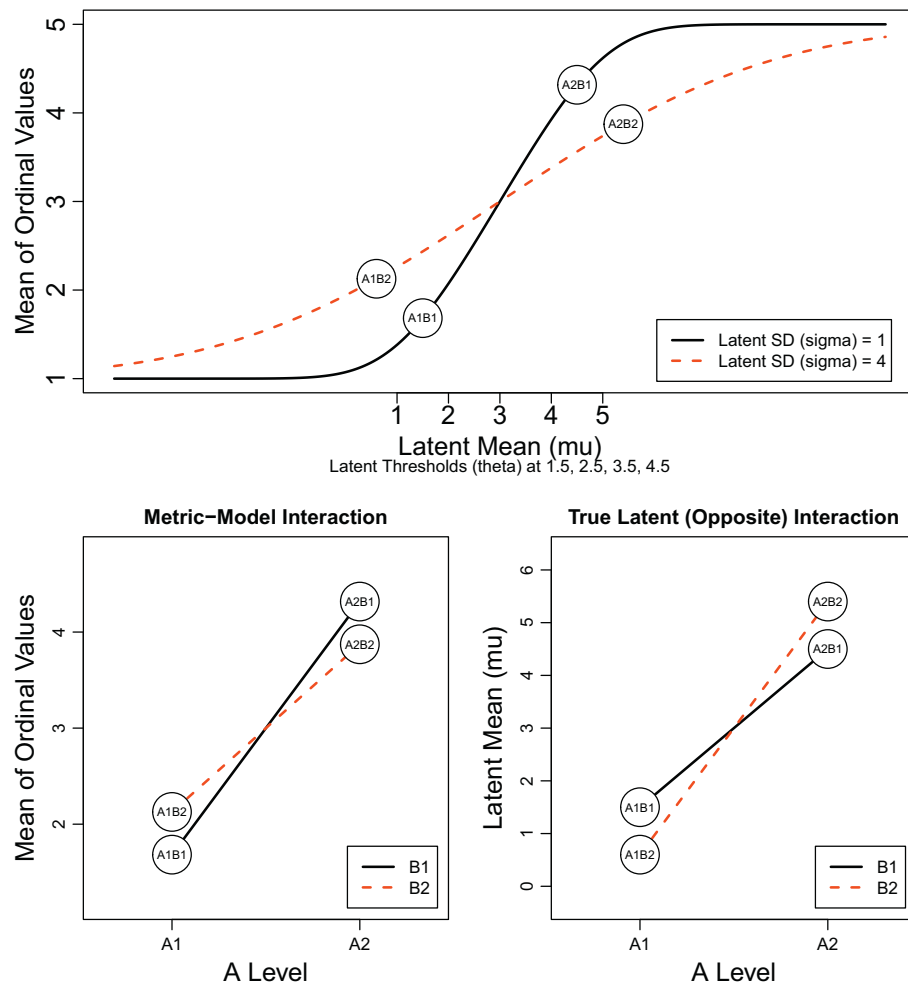 Mean of Ordinal Values
5
4
3
2
1
A2B1
A2B2
A1B2
A1B1
Latent SD (sigma) = 1
Latent SD (sigma) = 4
1 2 3 4 5
Latent Mean (mu)
Latent Thresholds (theta) at 1.5, 2.5, 3.5, 4.5
Metric−Model Interaction
Mean of Ordinal Values
4
3
2
A2B1
A2B2
A1B2
A1B1
B1
B2
A1 A2
A Level
True Latent (Opposite) Interaction
Latent Mean (mu)
6
5
4
3
2
1
0
A2B2
A2B1
A1B1
A1B2
B1
B2
A1 A2
A Level